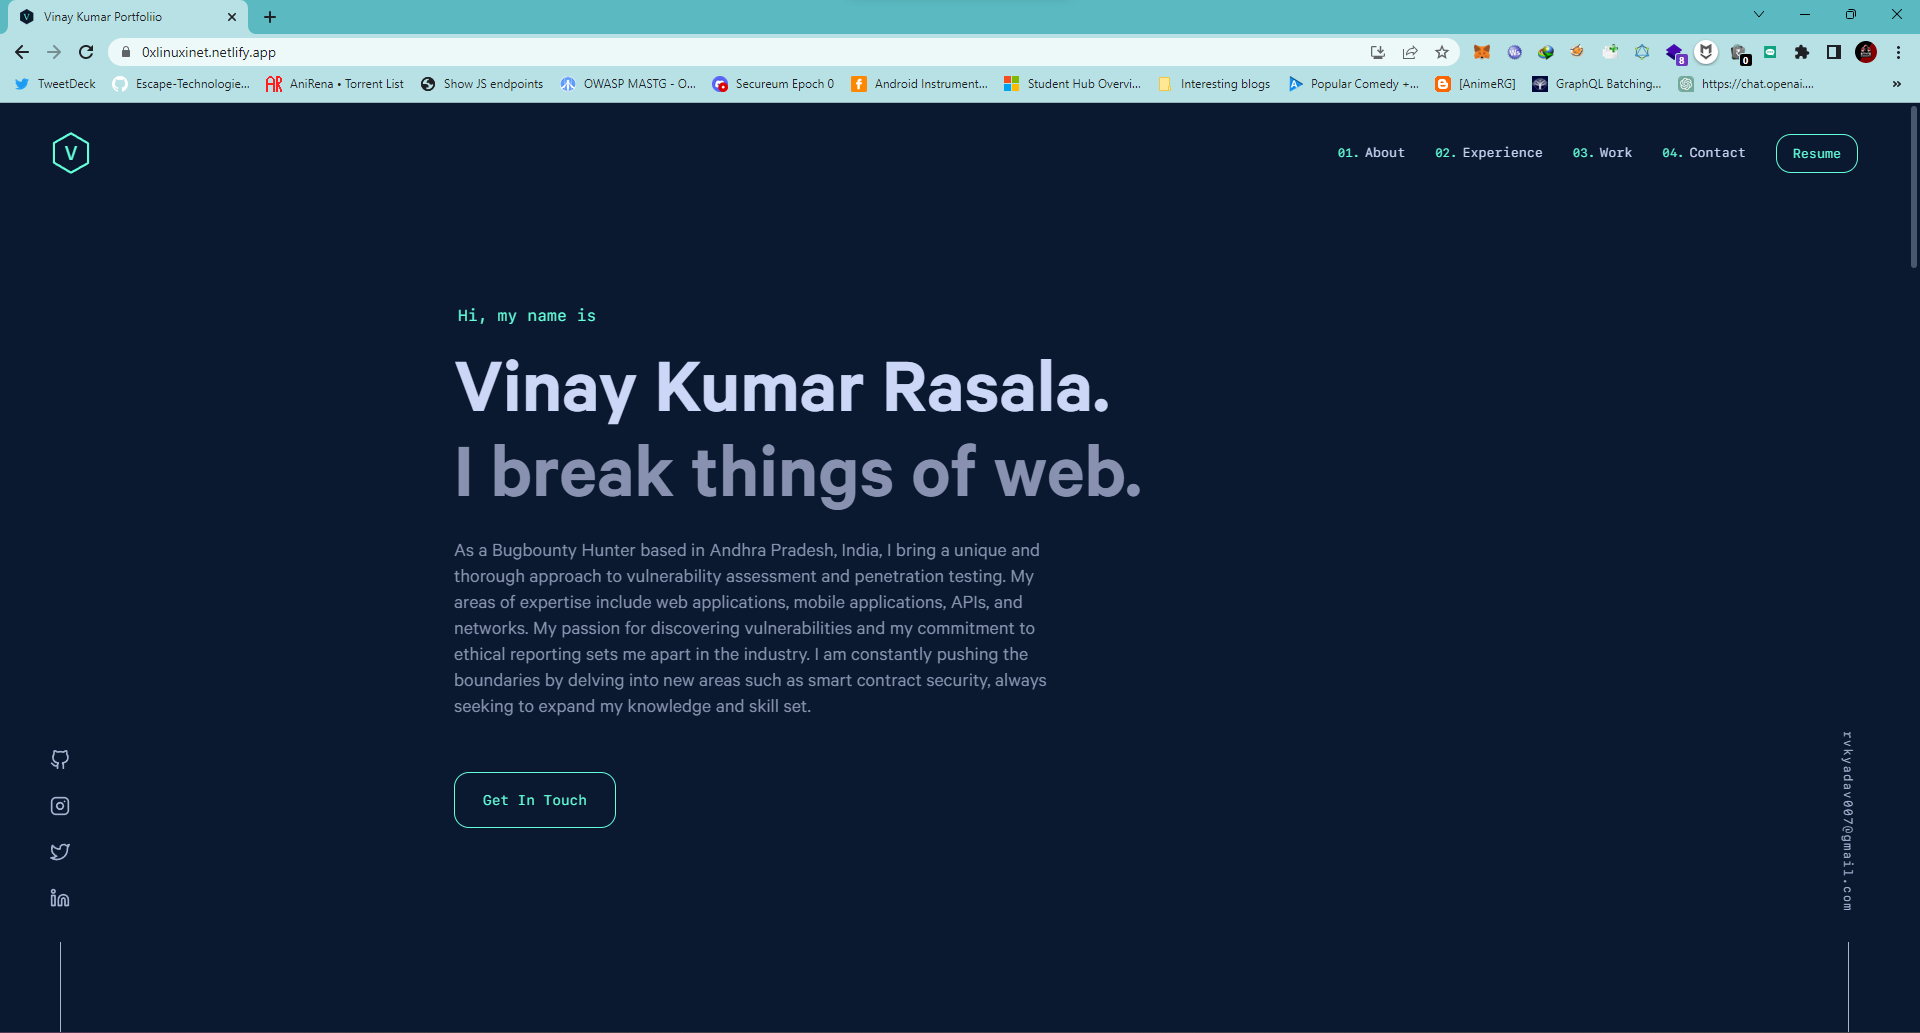 Vinay Kumar Portfoliio
0xlinuxinet.netlify.app
8
0
TweetDeck
Escape-Technologie...
AniRena • Torrent List
Show JS endpoints
OWASP MASTG - O...
Secureum Epoch 0
Android Instrument...
Student Hub Overvi...
Interesting blogs
Popular Comedy +...
[AnimeRG]
GraphQL Batching...
https://chat.openai....
»
V
01. About
02. Experience
03. Work
04. Contact
Resume
Hi, my name is
Vinay Kumar Rasala.
I break things of web.
As a Bugbounty Hunter based in Andhra Pradesh, India, I bring a unique and
thorough approach to vulnerability assessment and penetration testing. My
areas of expertise include web applications, mobile applications, APIs, and
networks. My passion for discovering vulnerabilities and my commitment to
ethical reporting sets me apart in the industry. I am constantly pushing the
boundaries by delving into new areas such as smart contract security, always
seeking to expand my knowledge and skill set.
Get In Touch
rvkyadav007@gmail.com